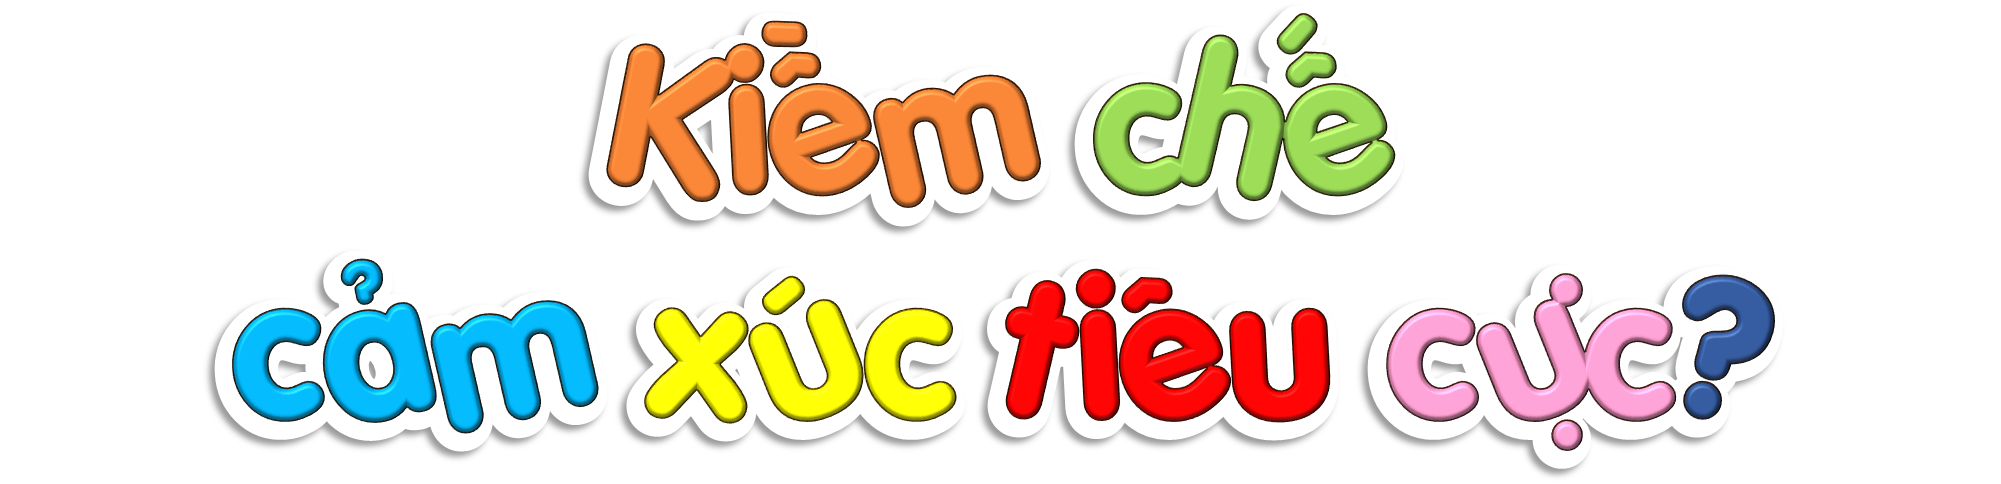 Kiềm chế
cảm xúc tiêu cực?